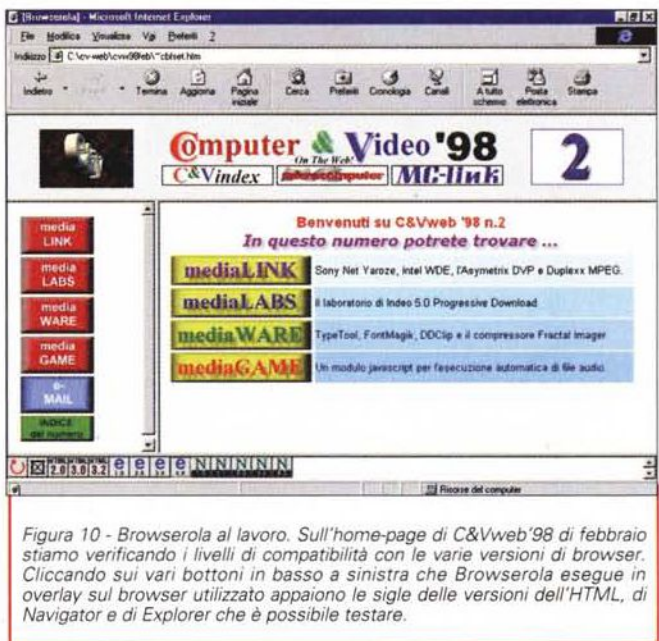 [Browserola] - Microsoft Internet Explorer
File Modifica Visualizza Vai Preferiti ?
Indirizzo C:\cv-web\cvw98feb\~cbfset.htm
Indietro Termina Aggiorna Pagina iniziale Cerca Preferiti Cronologia Canali A tutto schermo Posta elettronica Stampa
Computer & Video '98
On The Web!
2
C&Vindex microcomputer MC-link
Benvenuti su C&Vweb '98 n.2
In questo numero potrete trovare ...
media LINK
media LABS
media WARE
media GAME
e-MAIL
INDICE del numero
mediaLINK Sony Net Yaroze, Intel WDE, l'Asymetrix DVP e Duplexx MPEG.
mediaLABS Il laboratorio di Indeo 5.0 Progressive Download
mediaWARE TypeTool, FontMagik, DDClip e il compressore Fractal Imager
mediaGAME Un modulo javascript per l'esecuzione automatica di file audio.
HTML 2.0 HTML 3.0 HTML 3.2
Risorse del computer
Figura 10 - Browserola al lavoro. Sull'home-page di C&Vweb'98 di febbraio
stiamo verificando i livelli di compatibilità con le varie versioni di browser.
Cliccando sui vari bottoni in basso a sinistra che Browserola esegue in
overlay sul browser utilizzato appaiono le sigle delle versioni dell'HTML, di
Navigator e di Explorer che è possibile testare.